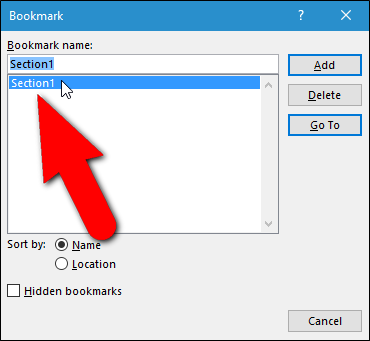 Bookmark
?
Bookmark name:
Section1
Add
Section1
Delete
Go To
Sort by:
Name
Location
Hidden bookmarks
Cancel